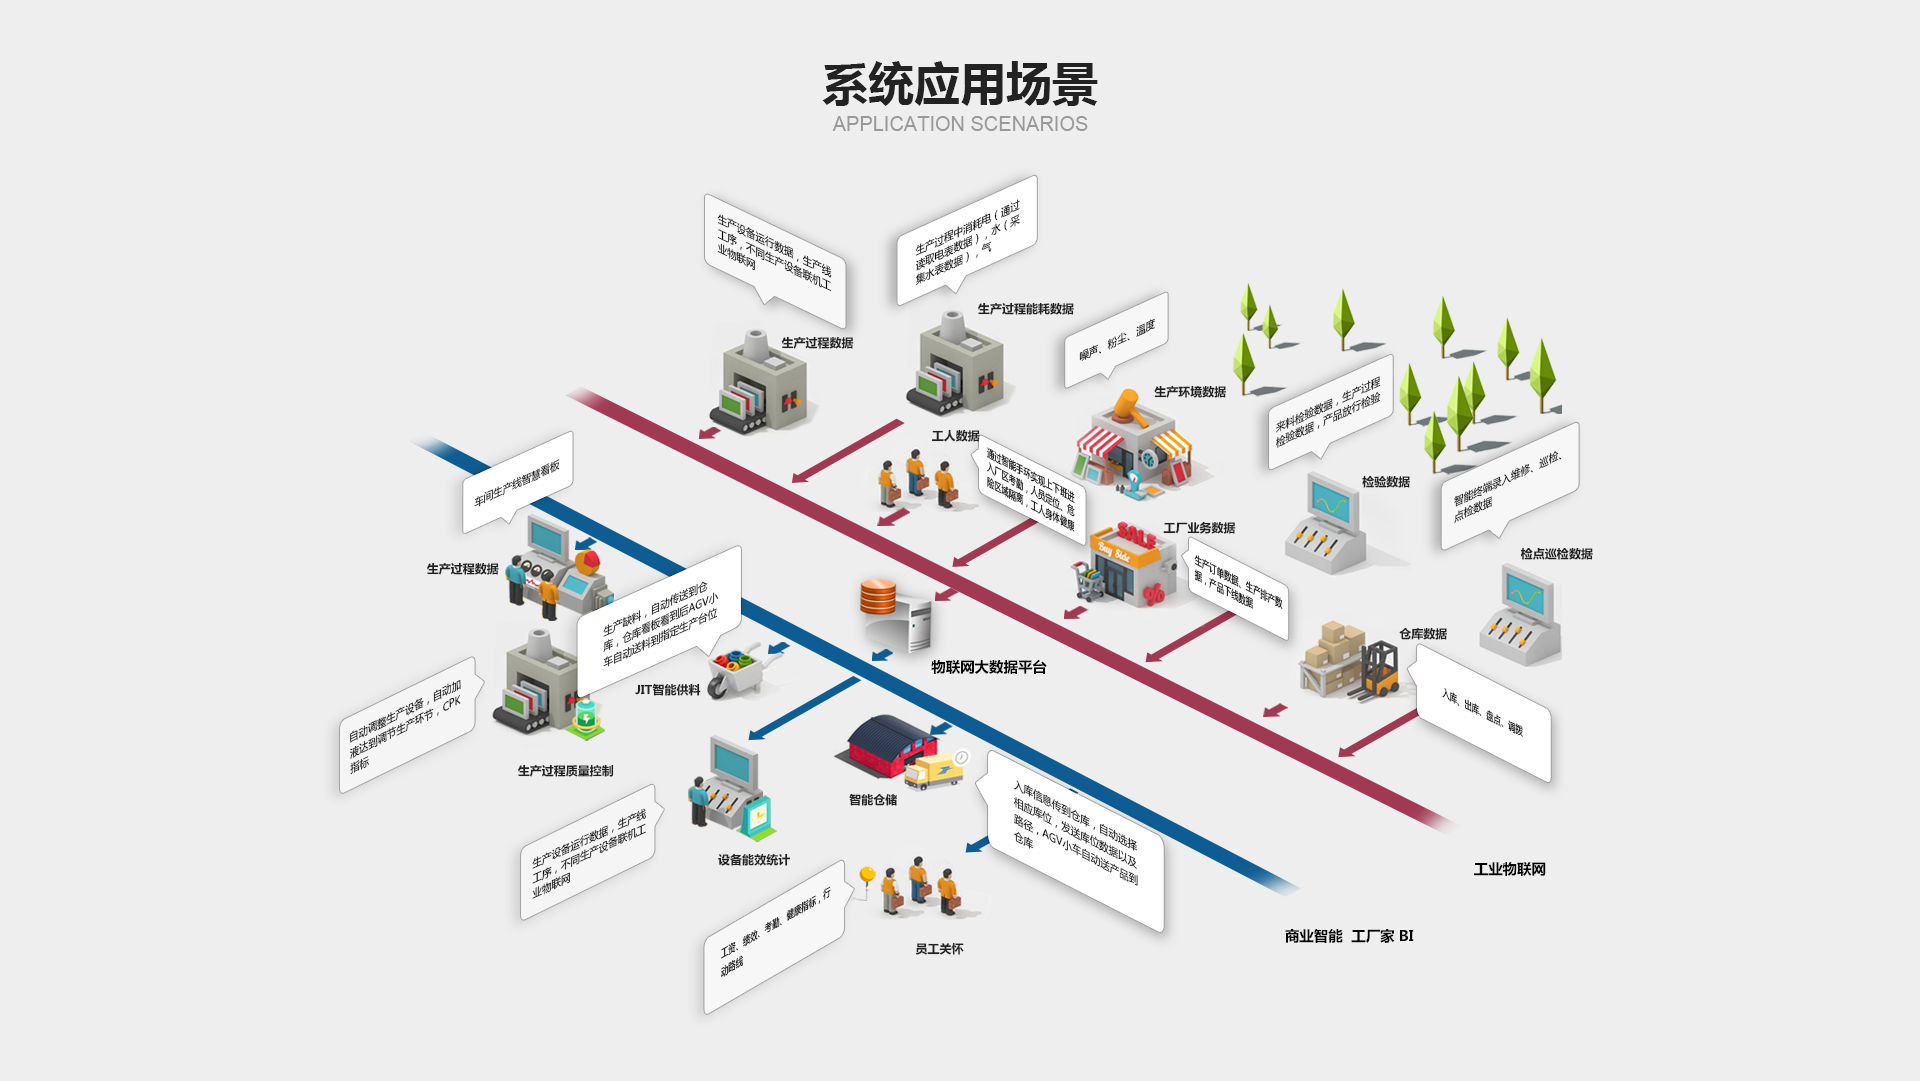 系统应用场景
APPLICATION SCENARIOS
生产设备运行数据，生产线
工序，不同生产设备联机工
业物联网
生产过程数据
生产过程中消耗电（通过
读取电表数据），水（采
集水表数据），气
生产过程能耗数据
噪声、粉尘、温度
生产环境数据
工人数据
通过智能手环实现上下班进
入厂区考勤，人员定位、危
险区域隔离，工人身体健康
来料检验数据，生产过程
检验数据，产品放行检验
检验数据
智能终端录入维修、巡检、
点检数据
检点巡检数据
SALE
Buy Side
%
工厂业务数据
生产订单数据、生产排产数
据，产品下线数据
仓库数据
入库、出库、盘点、调拨
车间生产线智慧看板
生产过程数据
生产缺料，自动传送到仓
库，仓库看板看到后AGV小
车自动送料到指定生产台位
JIT智能供料
物联网大数据平台
自动调整生产设备，自动加
液达到调节生产环节，CPK
指标
生产过程质量控制
生产设备运行数据，生产线
工序，不同生产设备联机工
业物联网
设备能效统计
智能仓储
入库信息传到仓库，自动选择
相应库位，发送库位数据以及
路径，AGV小车自动送产品到
仓库
工资、绩效、考勤、健康指标，行
动路线
员工关怀
工业物联网
商业智能 工厂家 BI